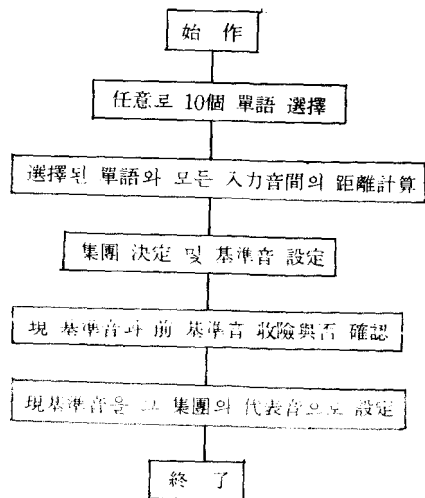 始 作
任意로 10個 單語 選擇
選擇된 單語와 모든 入力音間의 距離計算
集團 決定 및 基準音 設定
現 基準音과 前 基準音 收險與否 確認
現基準音을 그 集團의 代表音으로 設定
終 了